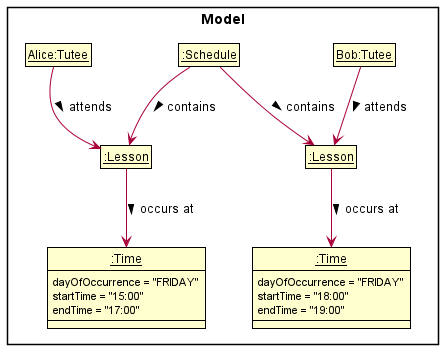 Model
Alice:Tutee
:Schedule
Bob:Tutee
attends
contains
contains
attends
:Lesson
:Lesson
occurs at
occurs at
:Time
dayOfOccurrence = "FRIDAY"
startTime = "15:00"
endTime = "17:00"
:Time
dayOfOccurrence = "FRIDAY"
startTime = "18:00"
endTime = "19:00"